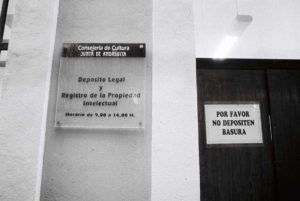 Consejería de Cultura
JUNTA DE ANDALUCIA
Deposito Legal
y
Registro de la Propiedad
Intelectual
Horario de 9,00 a 14,00 H.
POR FAVOR
NO DEPOSITEN
BASURA